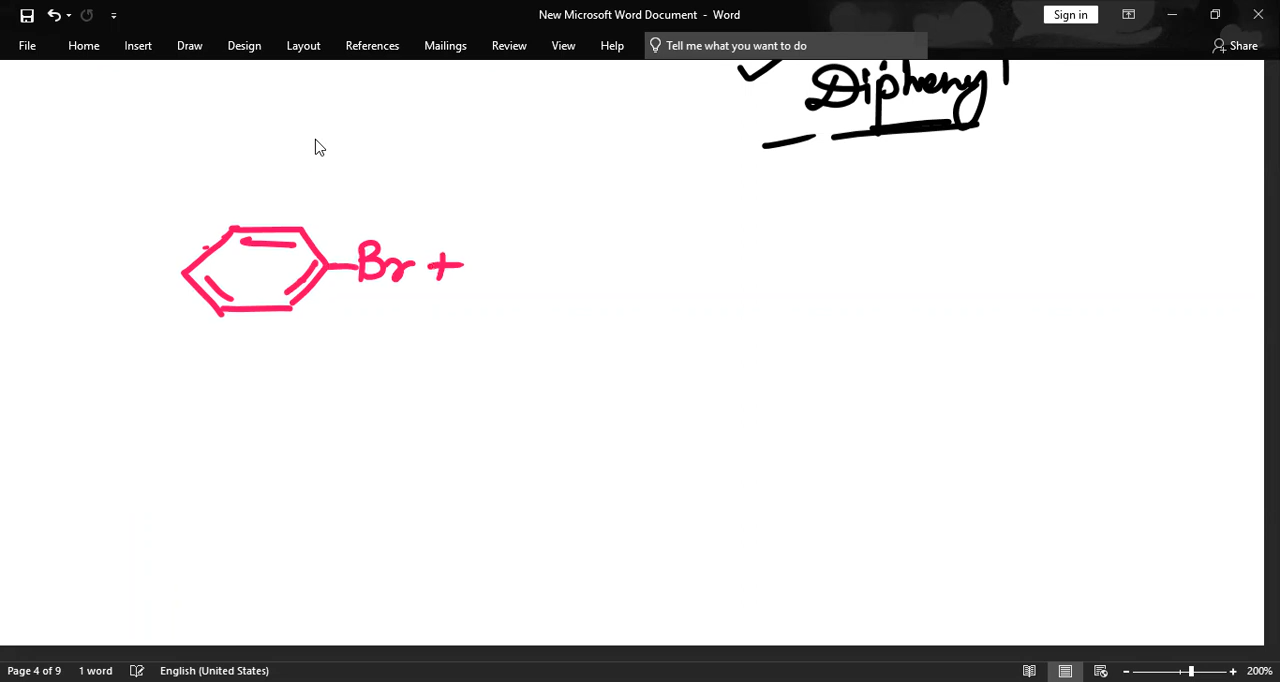 New Microsoft Word Document - Word
Sign in
File Home Insert Draw Design Layout References Mailings Review View Help Tell me what you want to do Share
Diphenyl
Br +
Page 4 of 9 1 word English (United States) 200%